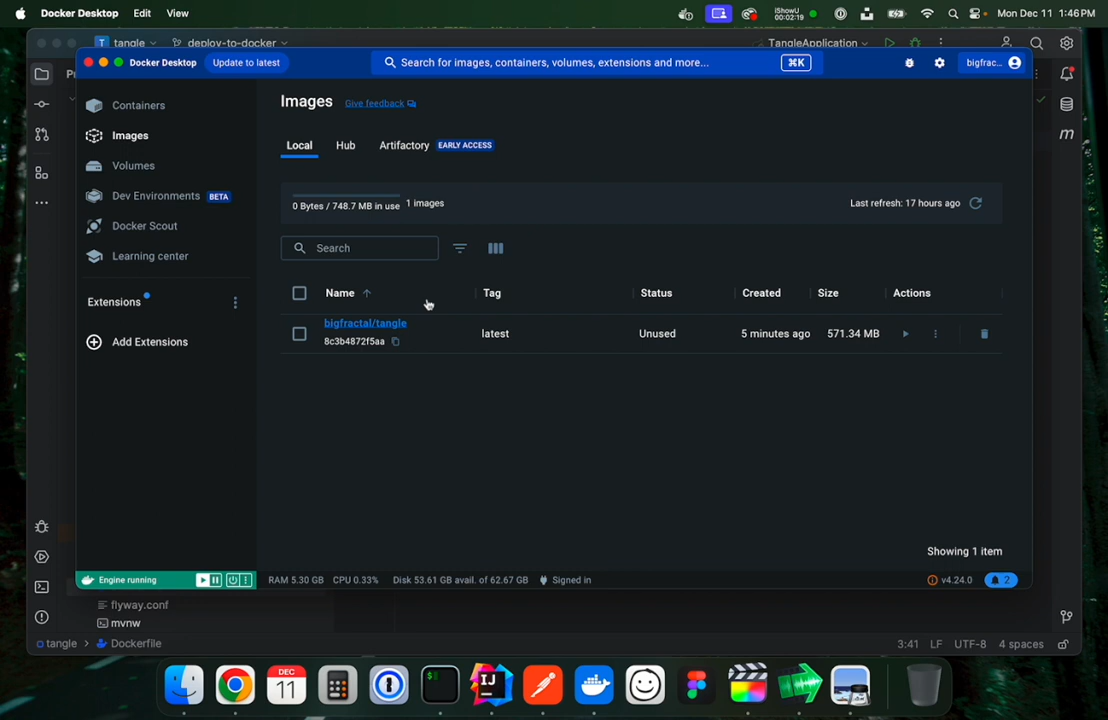 Docker Desktop Edit View
iShowU
00:02:19
Mon Dec 11 1:46PM
T tangle deploy-to-docker
TangleApplication
Docker Desktop Update to latest
Search for images, containers, volumes, extensions and more...
⌘K
bigfrac...
Containers
Images
Volumes
Dev Environments BETA
Docker Scout
Learning center
Extensions
Add Extensions
Images Give feedback
Local Hub Artifactory EARLY ACCESS
0 Bytes / 748.7 MB in use 1 images
Last refresh: 17 hours ago
Search
Name Tag Status Created Size Actions
bigfractal/tangle latest Unused 5 minutes ago 571.34 MB
8c3b4872f5aa
Showing 1 item
Engine running
RAM 5.30 GB CPU 0.33% Disk 53.61 GB avail. of 62.67 GB Signed in
v4.24.0
2
flyway.conf
mvnw
tangle > Dockerfile
3:41 LF UTF-8 4 spaces
m
DEC
11
$
IJ